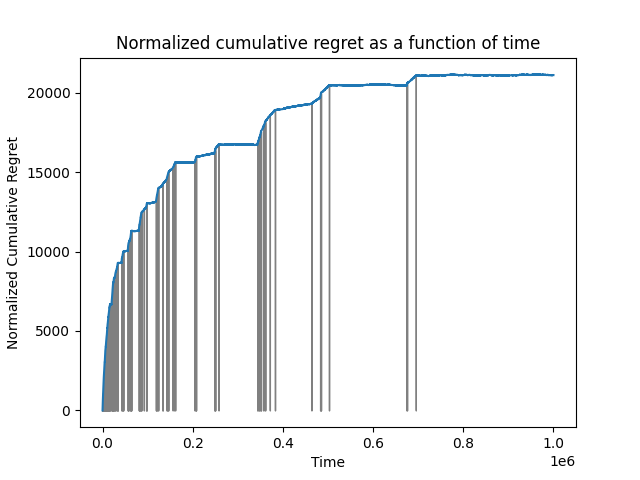 Normalized cumulative regret as a function of time
Normalized Cumulative Regret
20000
15000
10000
5000
0
0.0 0.2 0.4 0.6 0.8 1.0
1e6
Time